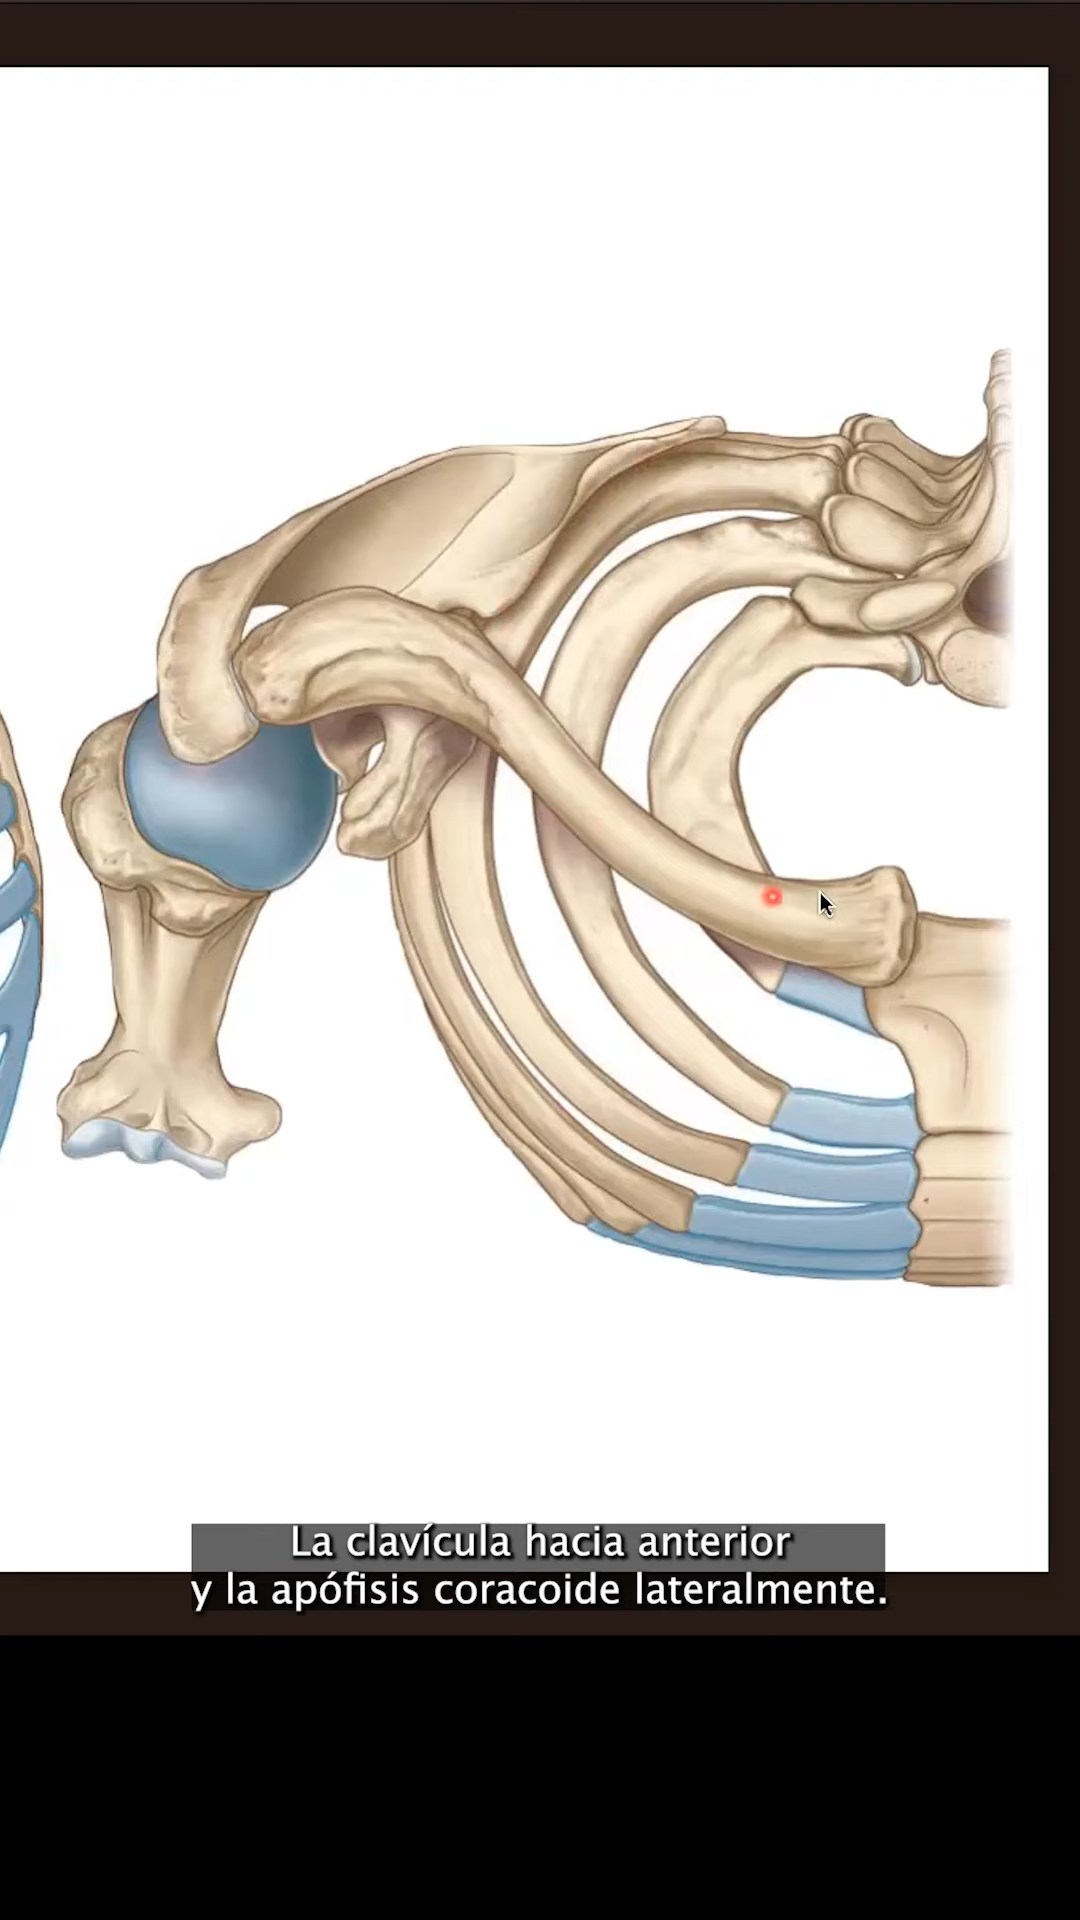 La clavícula hacia anterior
y la apófisis coracoide lateralmente.